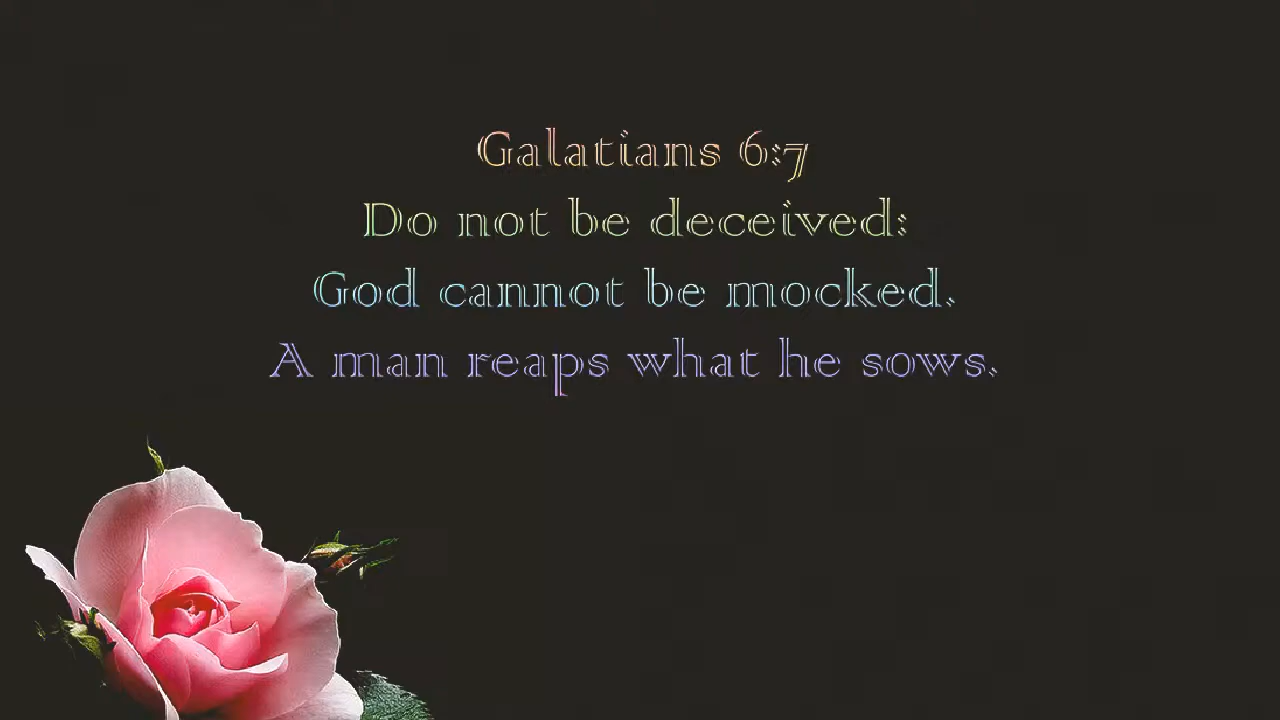 Galatians 6:7
Do not be deceived:
God cannot be mocked.
A man reaps what he sows.